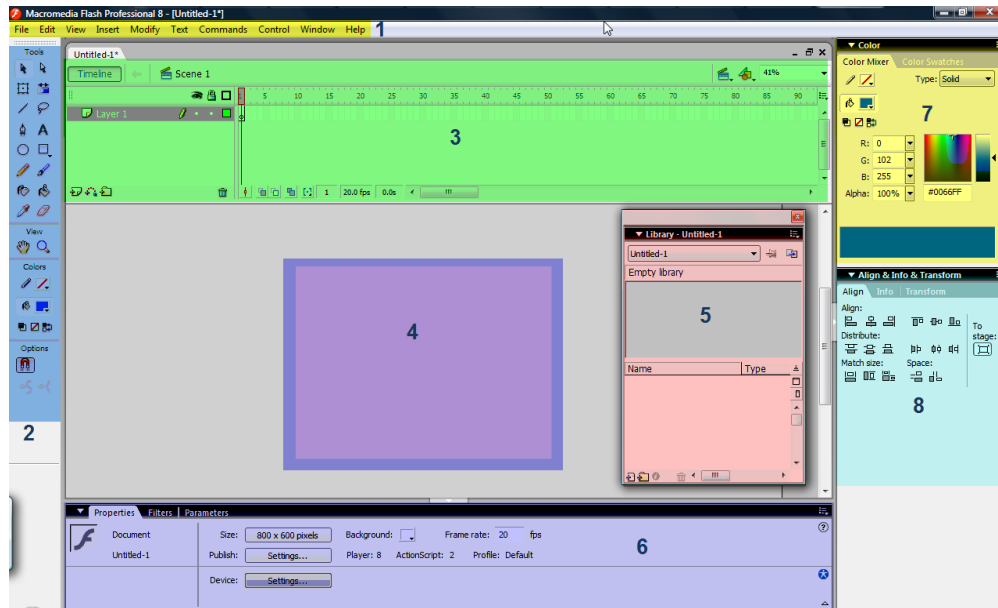 Macromedia Flash Professional 8 - [Untitled-1*]
File Edit View Insert Modify Text Commands Control Window Help 1
Tools
View
Colors
Options
2
Untitled-1*
Timeline Scene 1 41%
1 5 10 15 20 25 30 35 40 45 50 55 60 65 70 75 80 85 90
Layer 1
3
1 20.0 fps 0.0s
4
Library - Untitled-1
Untitled-1
Empty library
5
Name Type
Properties Filters Parameters
Document Size: 800 x 600 pixels Background: Frame rate: 20 fps
Untitled-1 Publish: Settings... Player: 8 ActionScript: 2 Profile: Default
Device: Settings...
6
Color
Color Mixer Color Swatches
Type: Solid
7
R: 0
G: 102
B: 255
Alpha: 100% #0066FF
Align & Info & Transform
Align Info Transform
Align:
To stage:
Distribute:
Match size: Space:
8